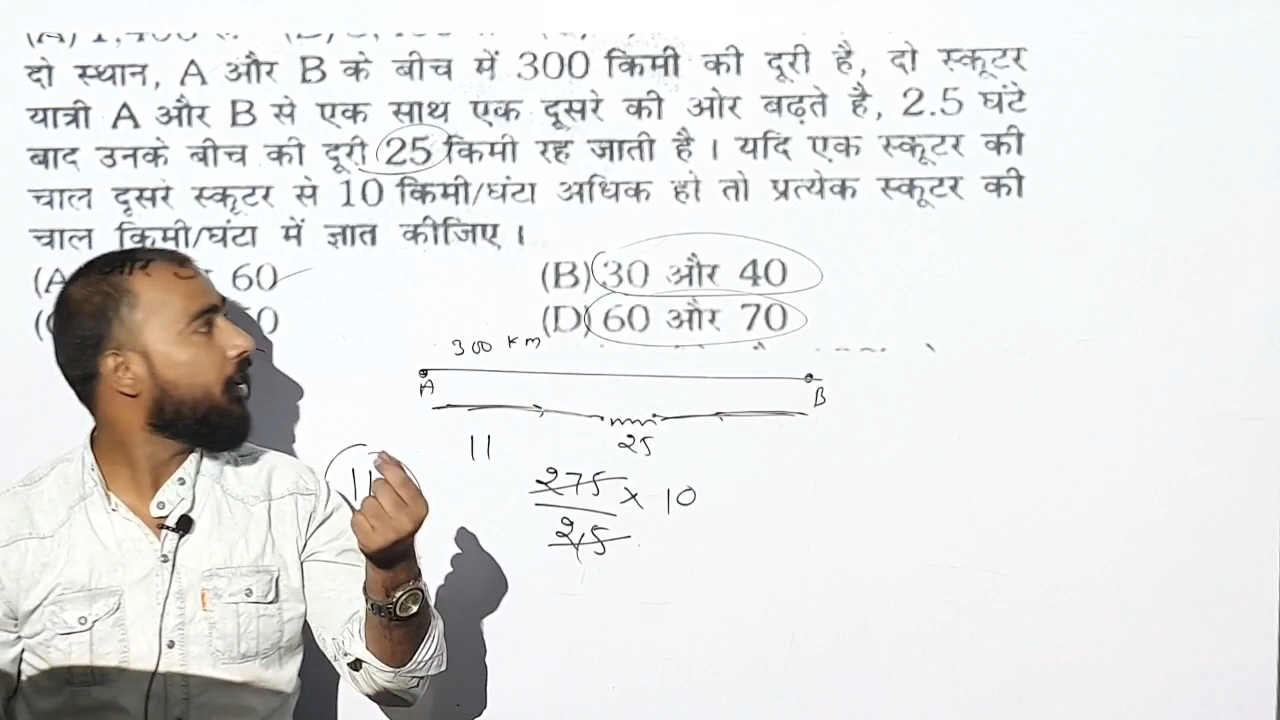 दो स्थान, A और B के बीच में 300 किमी की दूरी है, दो स्कूटर
यात्री A और B से एक साथ एक दूसरे की ओर बढ़ते है, 2.5 घंटे
बाद उनके बीच की दूरी 25 किमी रह जाती है। यदि एक स्कूटर की
चाल दूसरे स्कूटर से 10 किमी/घंटा अधिक हो तो प्रत्येक स्कूटर की
चाल किमी/घंटा में ज्ञात कीजिए।
(A 60
(B) 30 और 40
(D) 60 और 70
300 km
A
B
11
25
11
275 × 10
25